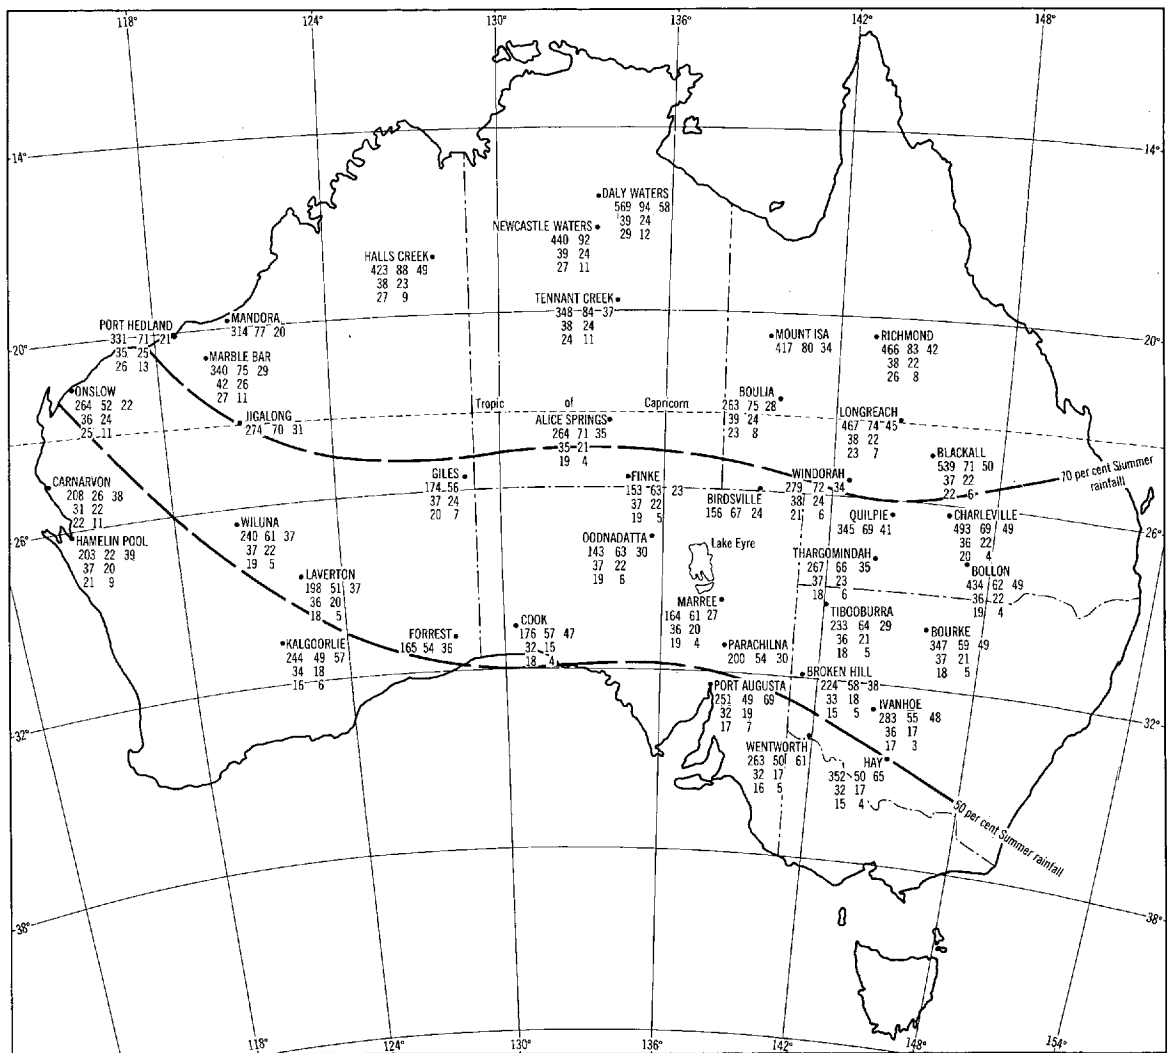 118°
124°
130°
136°
142°
148°
14°
14°
DALY WATERS
569 94 58
39 24
29 12
NEWCASTLE WATERS
440 92
39 24
27 11
HALLS CREEK
423 88 49
38 23
27 9
TENNANT CREEK
348 84 37
38 24
24 11
PORT HEDLAND
331 71 21
35 25
26 13
MANDORA
314 77 20
MARBLE BAR
340 75 29
42 26
27 11
20°
20°
MOUNT ISA
417 80 34
RICHMOND
466 83 42
38 22
26 8
ONSLOW
264 52 22
36 24
25 11
JIGALONG
274 70 31
Tropic of Capricorn
ALICE SPRINGS
264 71 35
35 21
19 4
BOULIA
263 75 28
39 24
23 8
LONGREACH
467 74 45
38 22
23 7
BLACKALL
539 71 50
37 22
22 6
70 per cent Summer
rainfall
CARNARVON
208 26 38
31 22
22 11
GILES
174 56
37 24
20 7
FINKE
153 63 23
37 22
19 5
BIRDSVILLE
156 67 24
WINDORAH
279 72 34
38 24
21 6
QUILPIE
345 69 41
CHARLEVILLE
493 69 49
36 22
20 4
26°
26°
HAMELIN POOL
203 22 39
37 20
21 9
WILUNA
240 61 37
37 22
19 5
OODNADATTA
143 63 30
37 22
19 6
Lake Eyre
THARGOMINDAH
267 66 35
37 23
18 6
BOLLON
434 62 49
36 22
19 4
LAVERTON
198 51 37
36 20
18 5
MARREE
164 61 27
36 20
19 4
TIBOOBURRA
233 64 29
36 21
18 5
BOURKE
347 59 49
37 21
18 5
KALGOORLIE
244 49 57
34 18
16 6
FORREST
165 54 36
COOK
176 57 47
32 15
18 4
PARACHILNA
200 54 30
BROKEN HILL
224 58 38
33 18
15 5
PORT AUGUSTA
251 49 69
32 19
17 7
IVANHOE
283 55 48
36 17
17 3
32°
32°
WENTWORTH
263 50 61
32 17
16 5
HAY
352 50 65
32 17
15 4
50 per cent Summer rainfall
38°
38°
118°
124°
130°
136°
142°
148°
154°